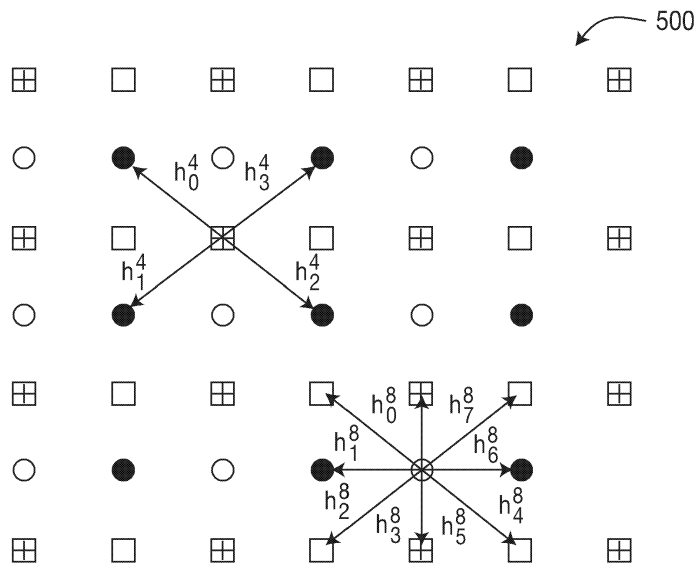 500
h₀⁴ h₃⁴
h₁⁴ h₂⁴
h₀⁸ h₇⁸
h₁⁸ h₆⁸
h₂⁸ h₄⁸
h₃⁸ h₅⁸